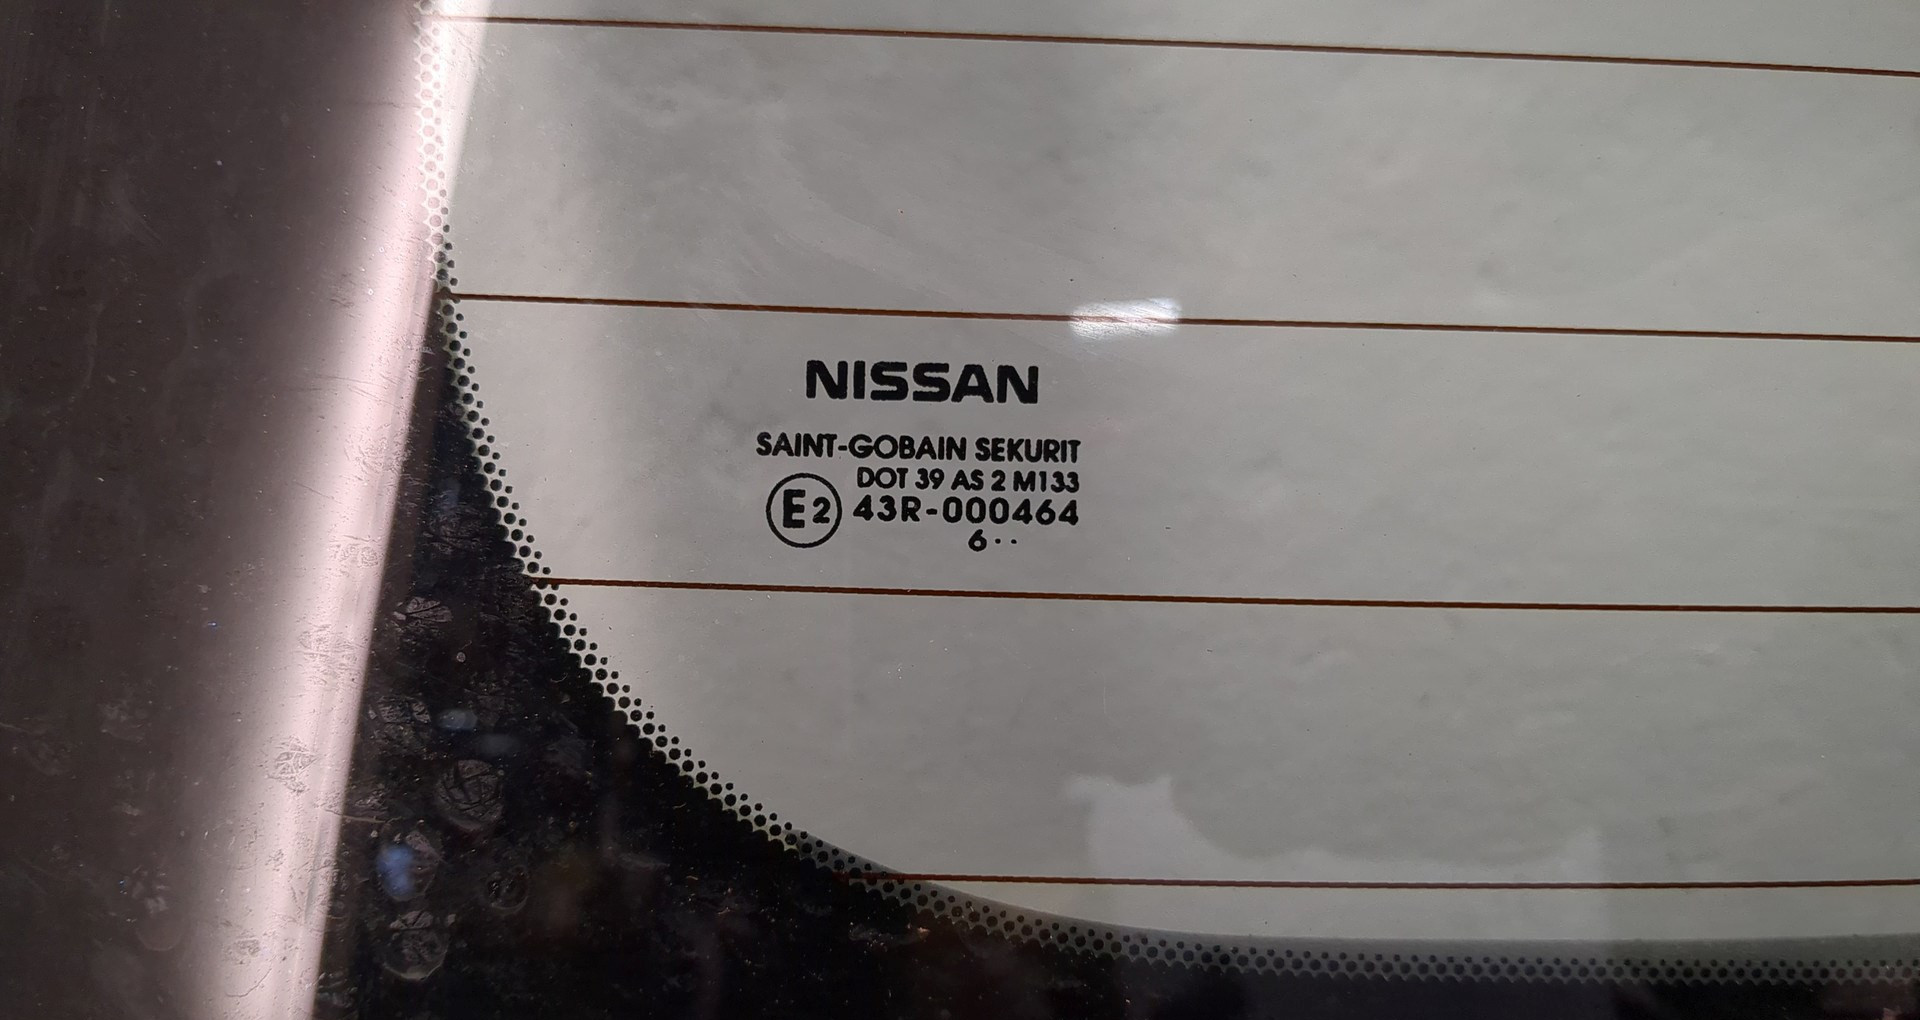 NISSAN
SAINT-GOBAIN SEKURIT
DOT 39 AS 2 M133
E2 43R-000464
6··